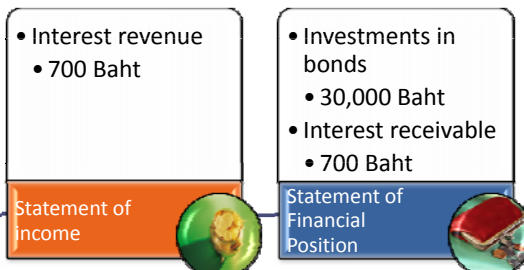 • Interest revenue
• 700 Baht
Statement of
income
• Investments in
bonds
• 30,000 Baht
• Interest receivable
• 700 Baht
Statement of
Financial
Position